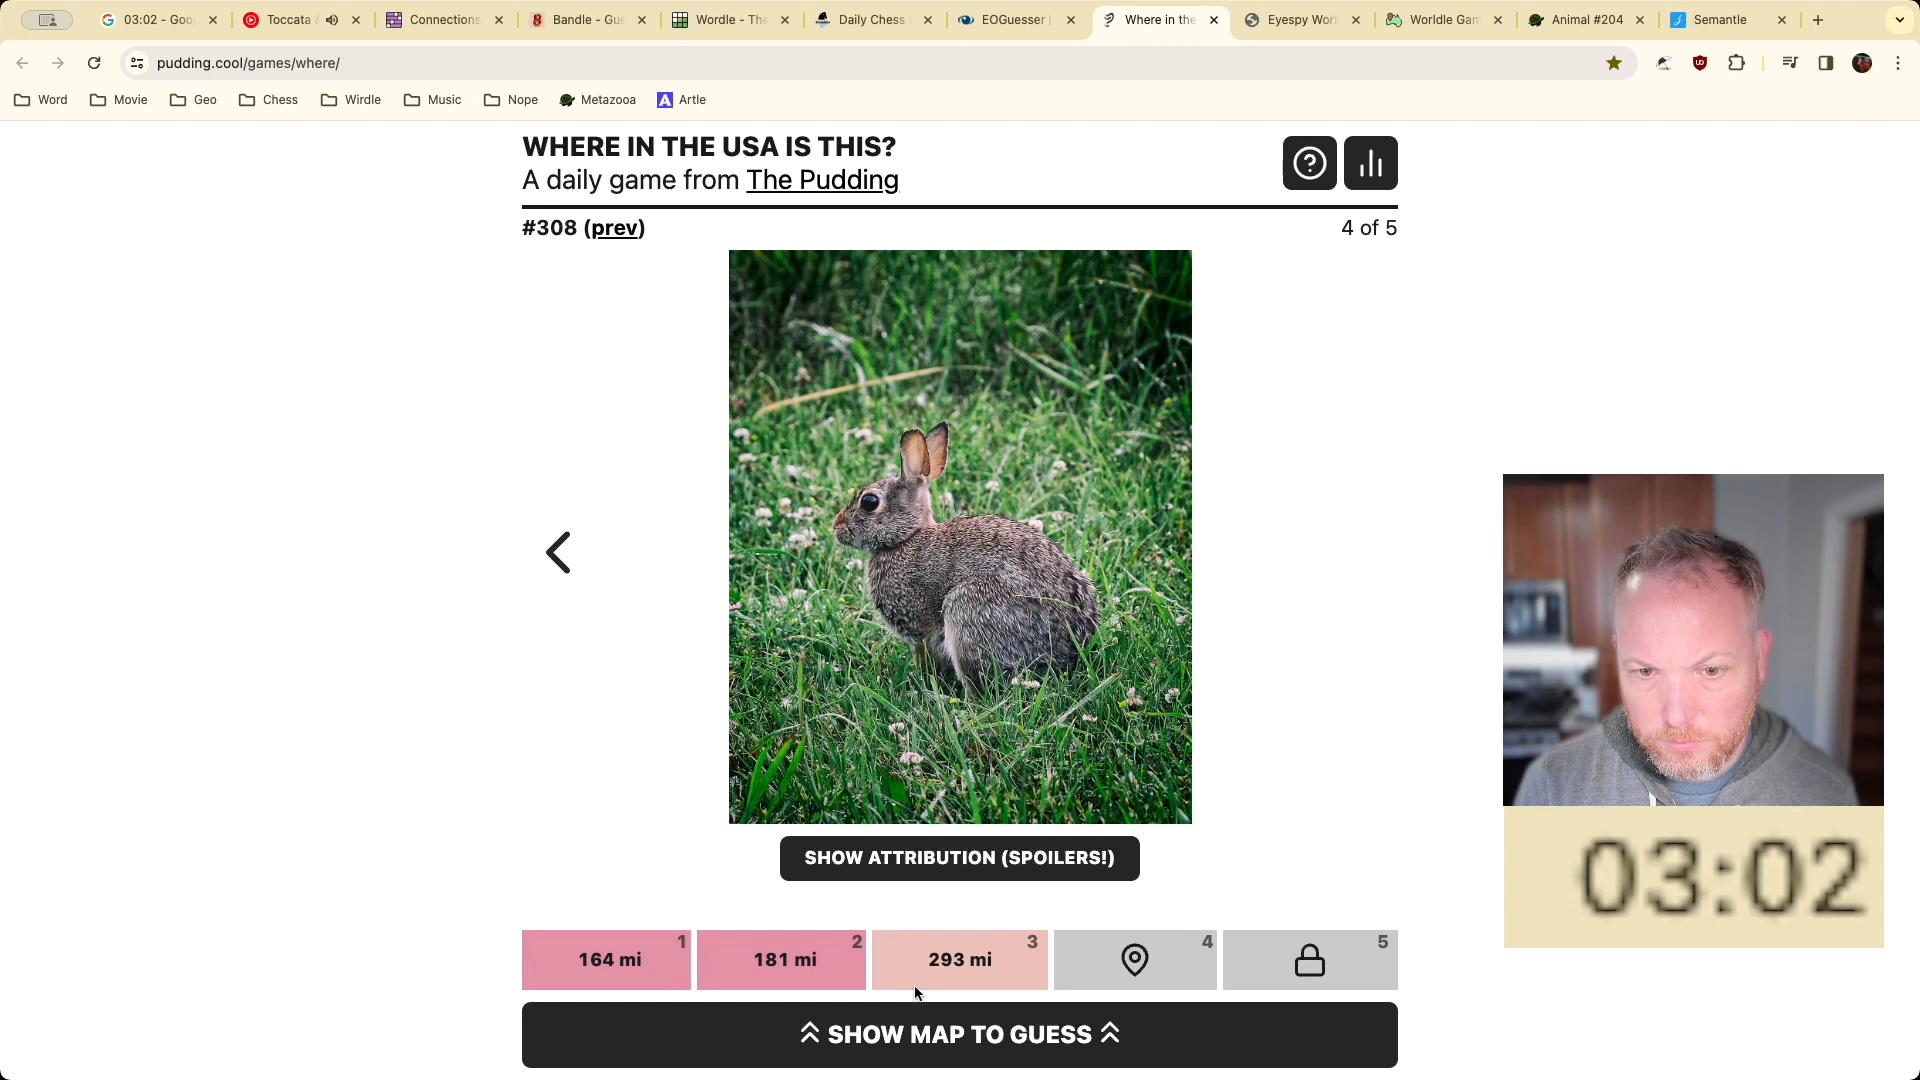 03:02 - Goo
Toccata
Connections
Bandle - Gu
Wordle - The
Daily Chess
EOGuesser
Where in the
Eyespy Worl
Worldle Gam
Animal #204
Semantle
pudding.cool/games/where/
Word
Movie
Geo
Chess
Wirdle
Music
Nope
Metazooa
A Artle
WHERE IN THE USA IS THIS?
A daily game from The Pudding
#308 (prev)
4 of 5
SHOW ATTRIBUTION (SPOILERS!)
164 mi 1
181 mi 2
293 mi 3
4
5
SHOW MAP TO GUESS
03:02